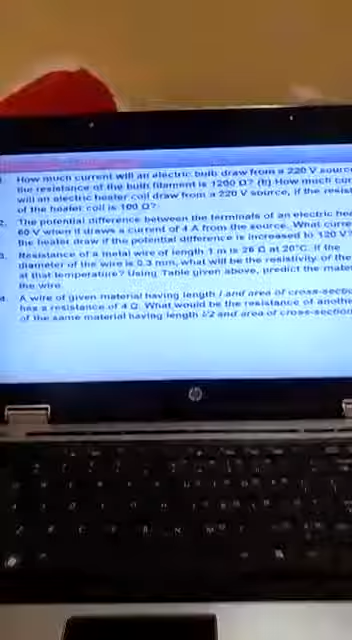 How much current will an electric bulb draw from a 220 V source
the resistance of the bulb filament is 1200 Ω? (b) How much cur
will an electric heater coil draw from a 220 V source, if the resist
of the heater coil is 100 Ω?
2. The potential difference between the terminals of an electric hea
60 V when it draws a current of 4 A from the source. What curre
the heater draw if the potential difference is increased to 120 V?
3. Resistance of a metal wire of length 1 m is 26 Ω at 20°C. If the
diameter of the wire is 0.3 mm, what will be the resistivity of the
at that temperature? Using Table given above, predict the mate
the wire.
4. A wire of given material having length l and area of cross-sectio
has a resistance of 4 Ω. What would be the resistance of anothe
of the same material having length l/2 and area of cross-section
hp